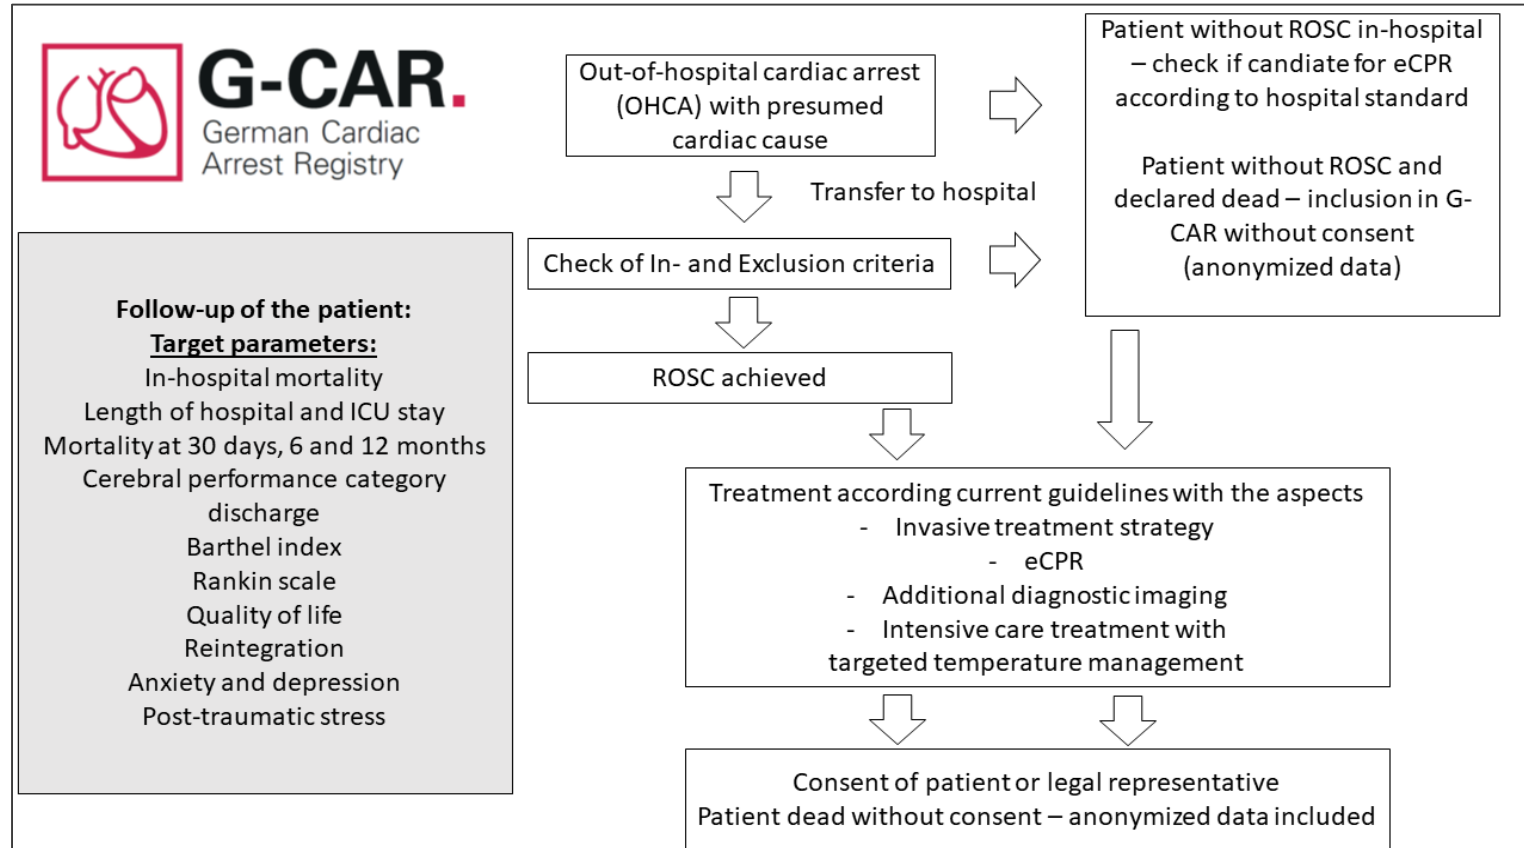 G-CAR.
German Cardiac
Arrest Registry
Out-of-hospital cardiac arrest
(OHCA) with presumed
cardiac cause
Patient without ROSC in-hospital
– check if candiate for eCPR
according to hospital standard
Patient without ROSC and
declared dead – inclusion in G-
CAR without consent
(anonymized data)
Transfer to hospital
Check of In- and Exclusion criteria
ROSC achieved
Follow-up of the patient:
Target parameters:
In-hospital mortality
Length of hospital and ICU stay
Mortality at 30 days, 6 and 12 months
Cerebral performance category
discharge
Barthel index
Rankin scale
Quality of life
Reintegration
Anxiety and depression
Post-traumatic stress
Treatment according current guidelines with the aspects
- Invasive treatment strategy
- eCPR
- Additional diagnostic imaging
- Intensive care treatment with
targeted temperature management
Consent of patient or legal representative
Patient dead without consent – anonymized data included